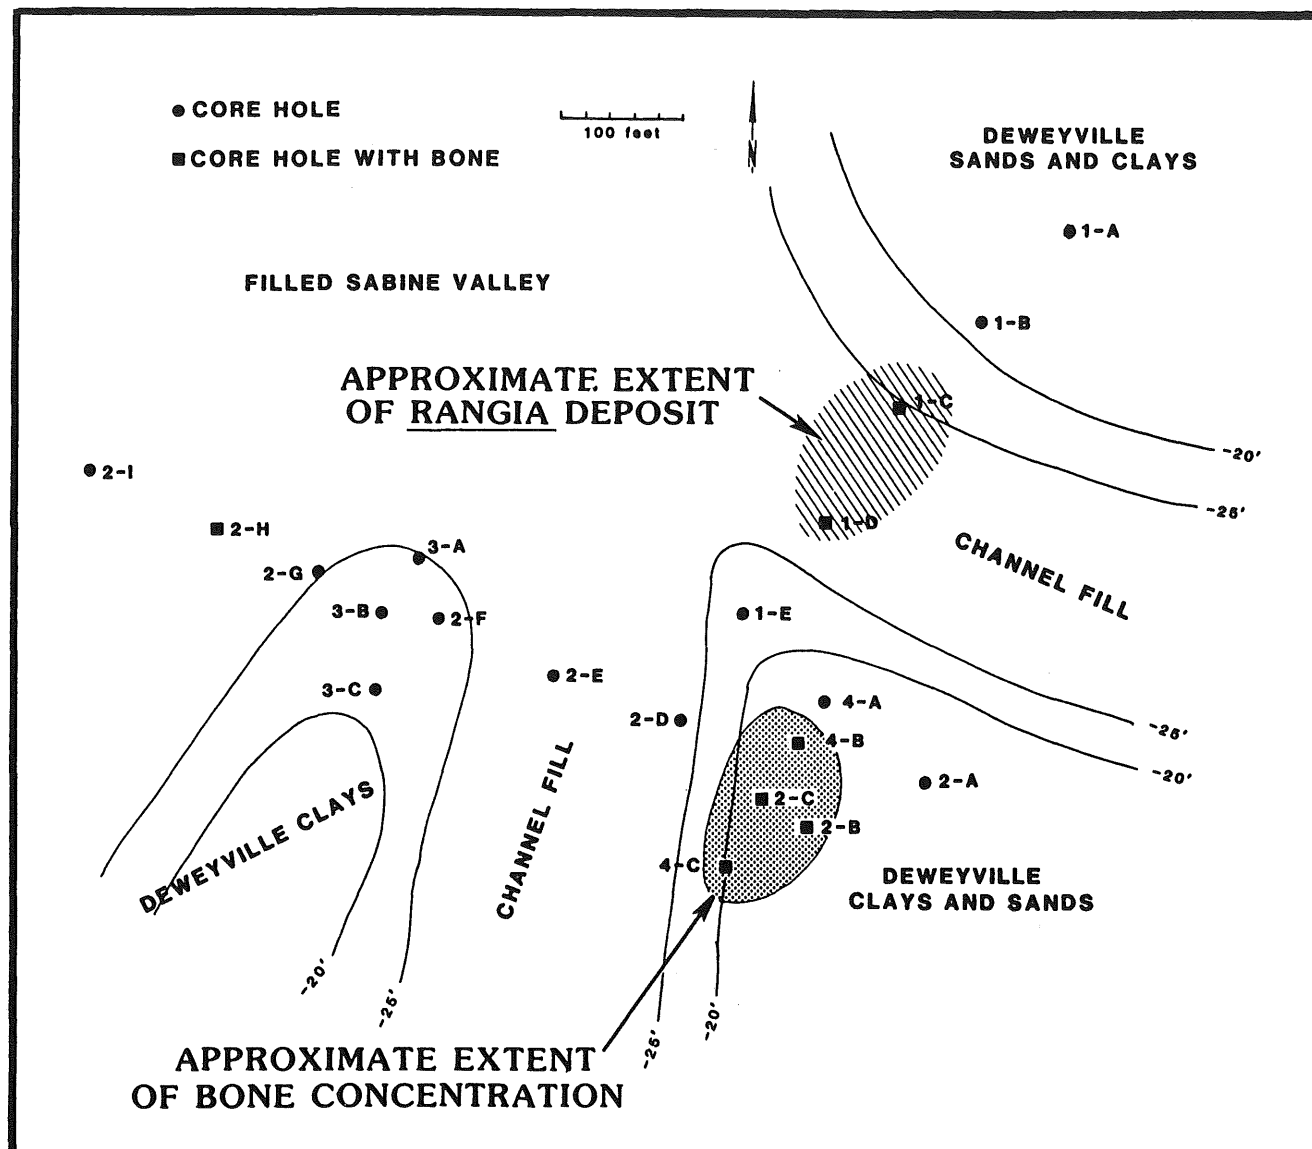 CORE HOLE
CORE HOLE WITH BONE
100 feet
N
DEWEYVILLE
SANDS AND CLAYS
1-A
FILLED SABINE VALLEY
1-B
APPROXIMATE EXTENT
OF RANGIA DEPOSIT
1-C
-20'
2-I
-25'
1-D
2-H
CHANNEL FILL
3-A
2-G
3-B
2-F
1-E
2-E
3-C
4-A
2-D
-25'
4-B
-20'
2-A
2-C
DEWEYVILLE CLAYS
CHANNEL FILL
2-B
4-C
DEWEYVILLE
CLAYS AND SANDS
-20'
-25'
-20'
-25'
APPROXIMATE EXTENT
OF BONE CONCENTRATION